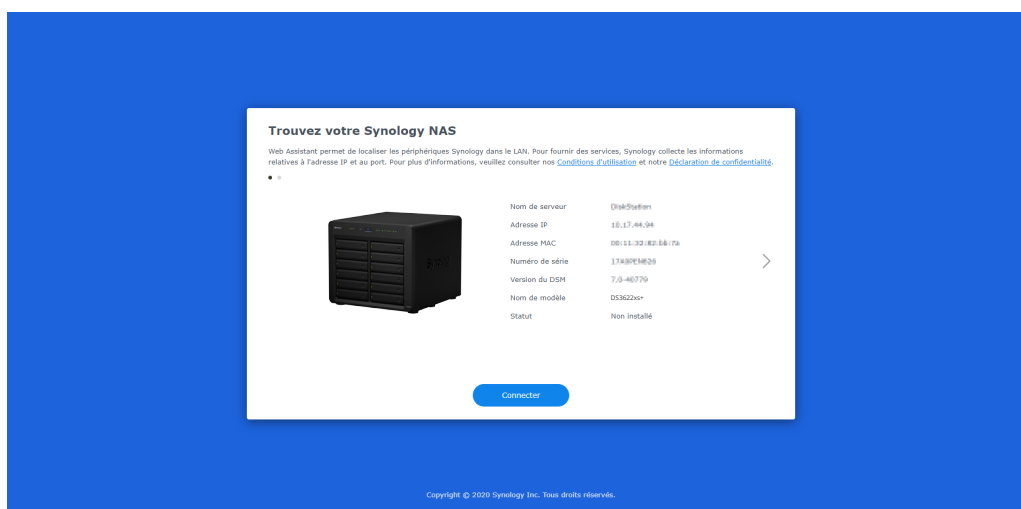 Trouvez votre Synology NAS
Web Assistant permet de localiser les périphériques Synology dans le LAN. Pour fournir des services, Synology collecte les informations
relatives à l'adresse IP et au port. Pour plus d'informations, veuillez consulter nos Conditions d'utilisation et notre Déclaration de confidentialité.
Nom de serveur DiskStation
Adresse IP
Adresse MAC
Numéro de série
Version du DSM
Nom de modèle DS3622xs+
Statut Non installé
Connecter
Copyright © 2020 Synology Inc. Tous droits réservés.